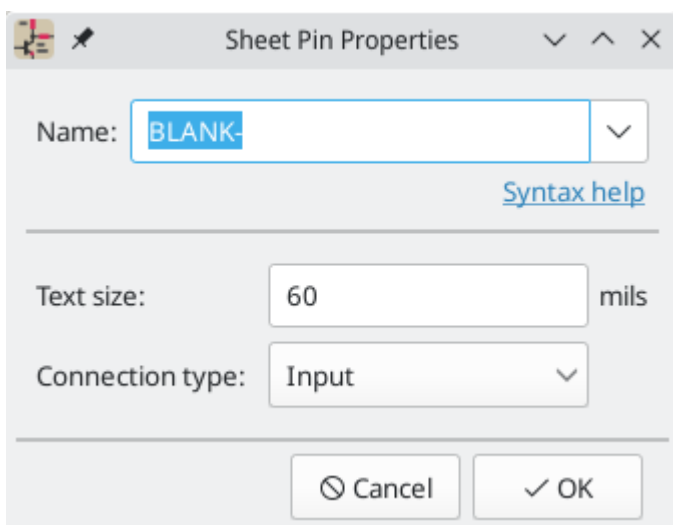 Sheet Pin Properties
Name: BLANK-
Syntax help
Text size: 60 mils
Connection type: Input
Cancel OK